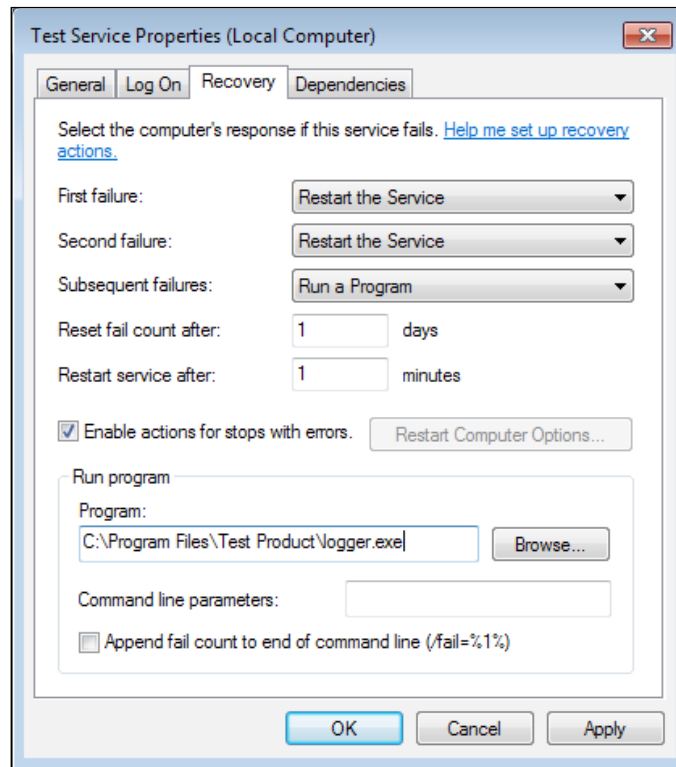 Test Service Properties (Local Computer)
General Log On Recovery Dependencies
Select the computer's response if this service fails. Help me set up recovery
actions.
First failure: Restart the Service
Second failure: Restart the Service
Subsequent failures: Run a Program
Reset fail count after: 1 days
Restart service after: 1 minutes
Enable actions for stops with errors. Restart Computer Options...
Run program
Program:
C:\Program Files\Test Product\logger.exe Browse...
Command line parameters:
Append fail count to end of command line (/fail=%1%)
OK Cancel Apply